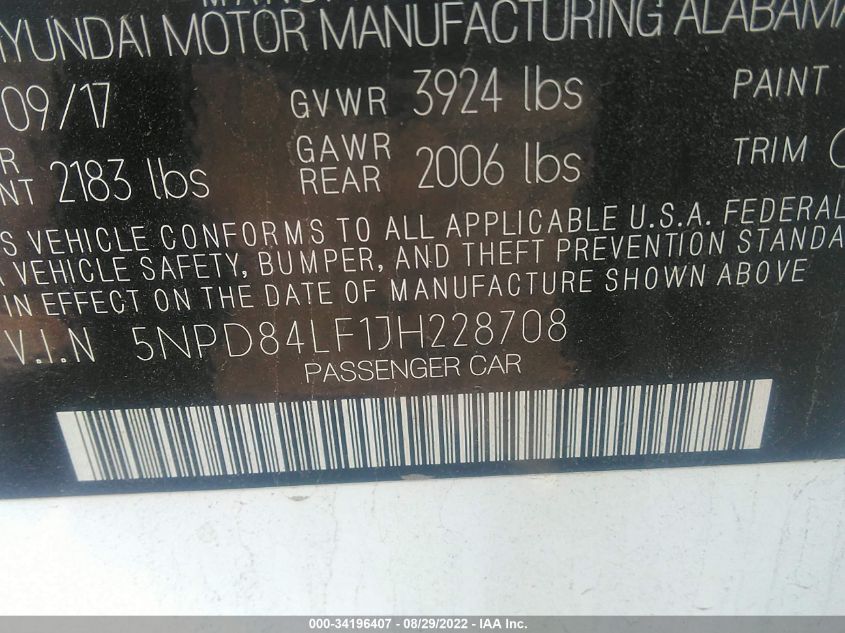 HYUNDAI MOTOR MANUFACTURING ALABAMA
09/17 GVWR 3924 lbs PAINT
2183 lbs GAWR REAR 2006 lbs TRIM
VEHICLE CONFORMS TO ALL APPLICABLE U.S.A. FEDERAL
VEHICLE SAFETY, BUMPER, AND THEFT PREVENTION STANDA
IN EFFECT ON THE DATE OF MANUFACTURE SHOWN ABOVE
V.I.N 5NPD84LF1JH228708
PASSENGER CAR
000-34196407 - 08/29/2022 - IAA Inc.